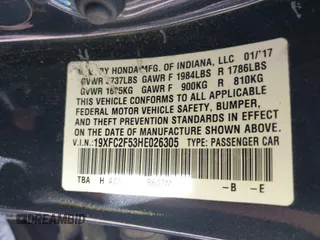 MFD. BY HONDA MFG. OF INDIANA, LLC 01/'17
GVWR 3737LBS GAWR F 1984LBS R 1786LBS
GVWR 1695KG GAWR F 900KG R 810KG
THIS VEHICLE CONFORMS TO ALL APPLICABLE
FEDERAL MOTOR VEHICLE SAFETY, BUMPER,
AND THEFT PREVENTION STANDARDS IN EFFECT
ON THE DATE OF MANUFACTURE SHOWN ABOVE.
V.I.N.: 19XFC2F53HE026305 TYPE: PASSENGER CAR
TBA H -B -E